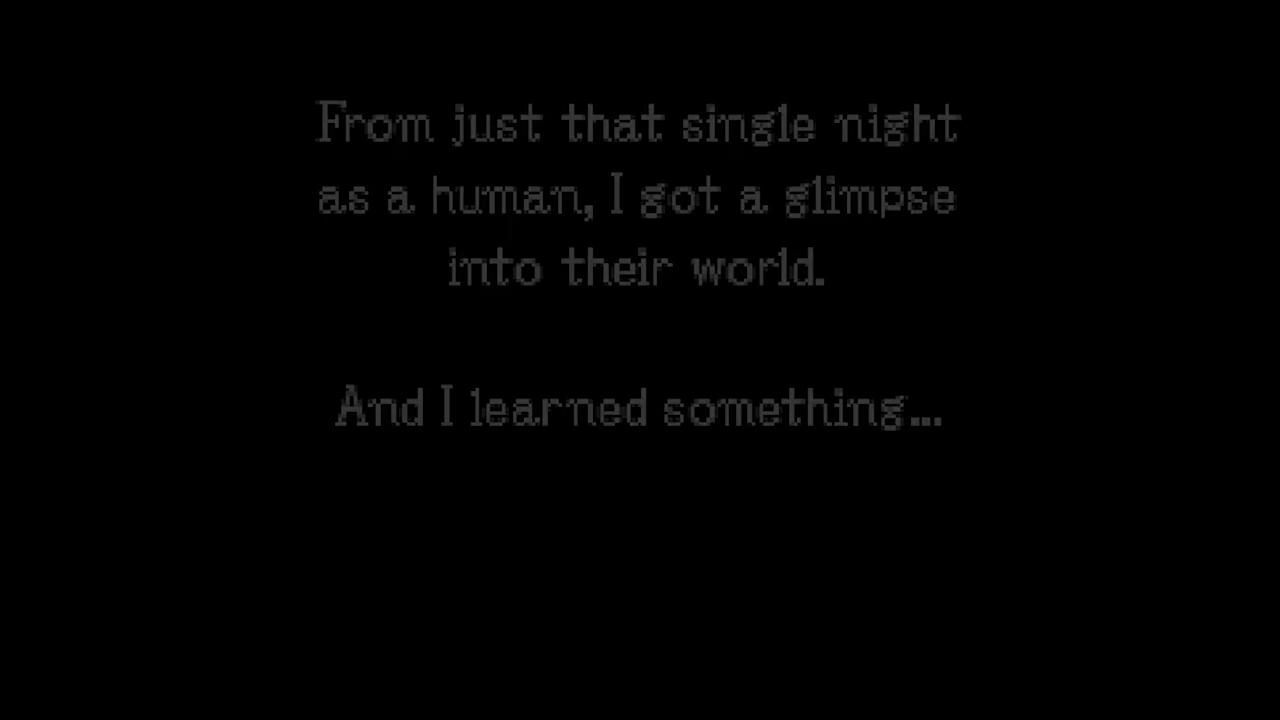 From just that single night
as a human, I got a glimpse
into their world.
And I learned something...